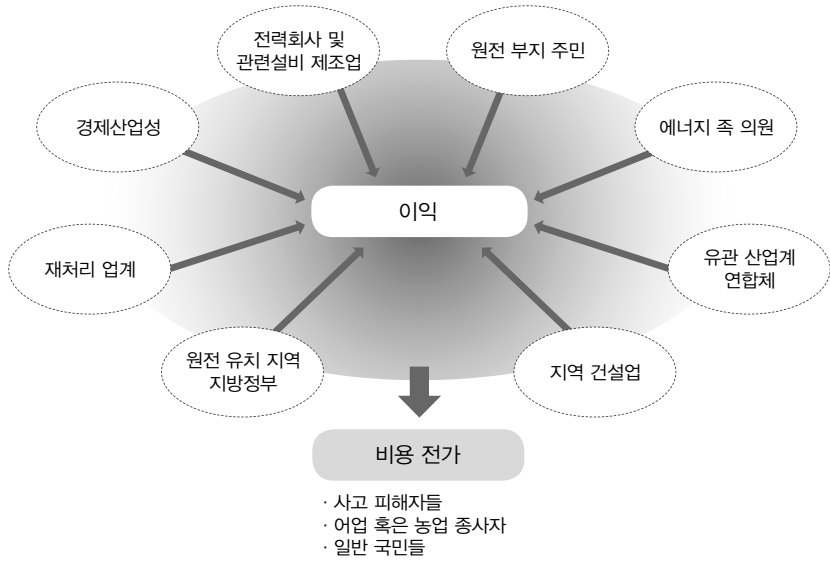 전력회사 및
관련설비 제조업
원전 부지 주민
경제산업성
에너지 족 의원
이익
재처리 업계
유관 산업계
연합체
원전 유치 지역
지방정부
지역 건설업
비용 전가
· 사고 피해자들
· 어업 혹은 농업 종사자
· 일반 국민들